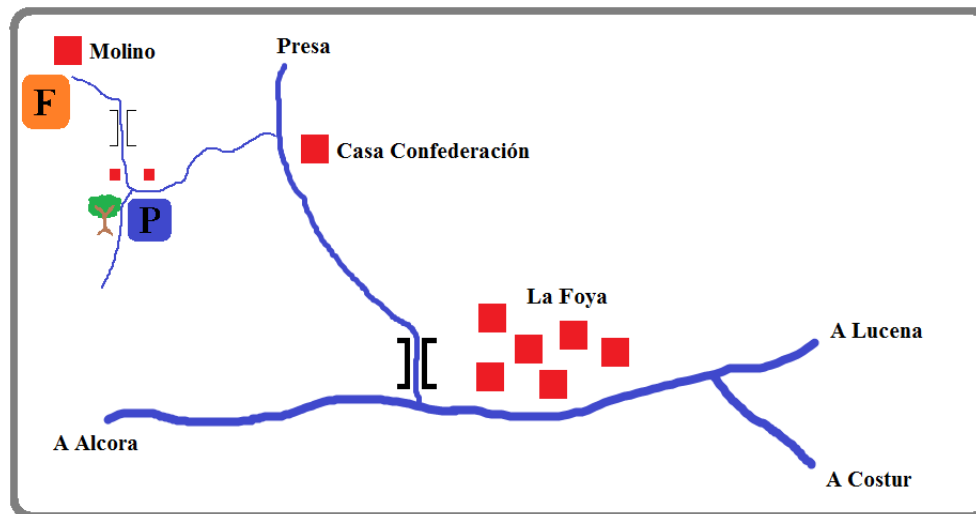 Molino
Presa
F
Casa Confederación
P
La Foya
A Lucena
A Alcora
A Costur